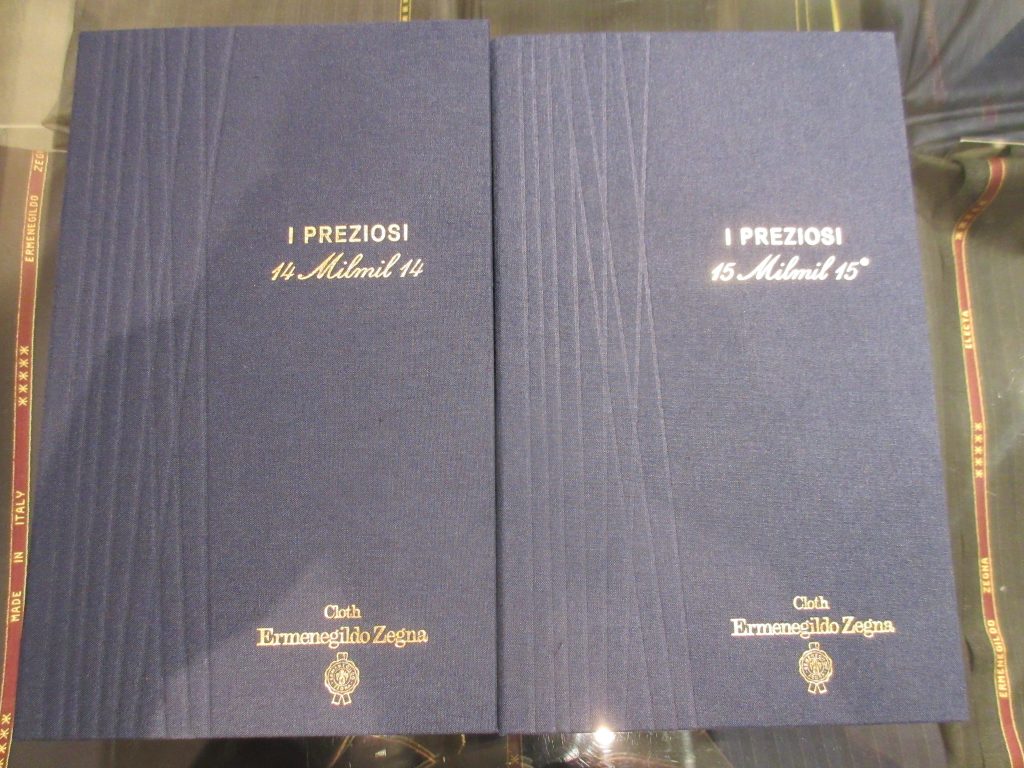 I PREZIOSI
14 Milmil 14
Cloth
Ermenegildo Zegna
I PREZIOSI
15 Milmil 15
Cloth
Ermenegildo Zegna
MADE IN ITALY ***** ERMENEGILDO ZEG
ELECTA
*****
ERMENEGILDO ZEGNA